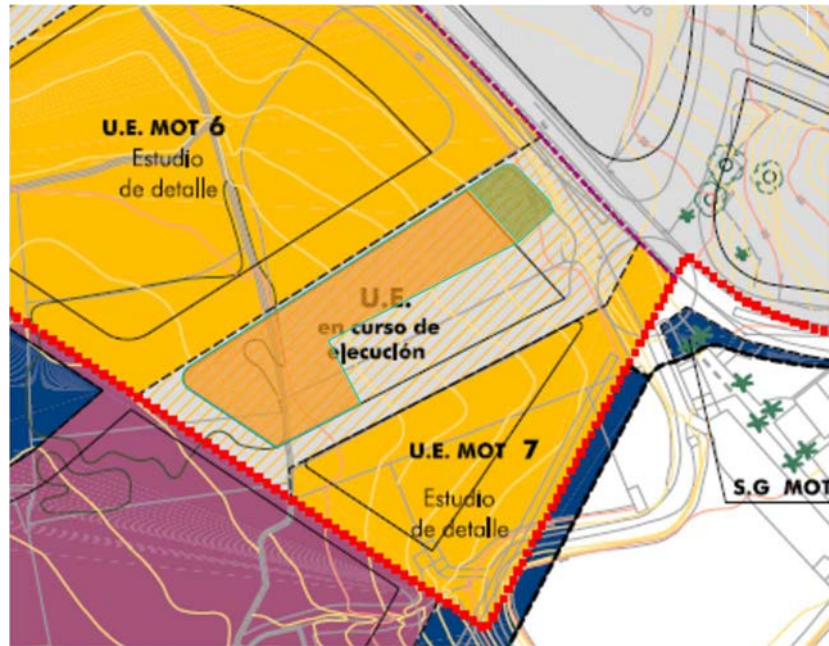 U.E. MOT 6
Estudio
de detalle
U.E.
en curso de
ejecución
U.E. MOT 7
Estudio
de detalle
S.G MOT